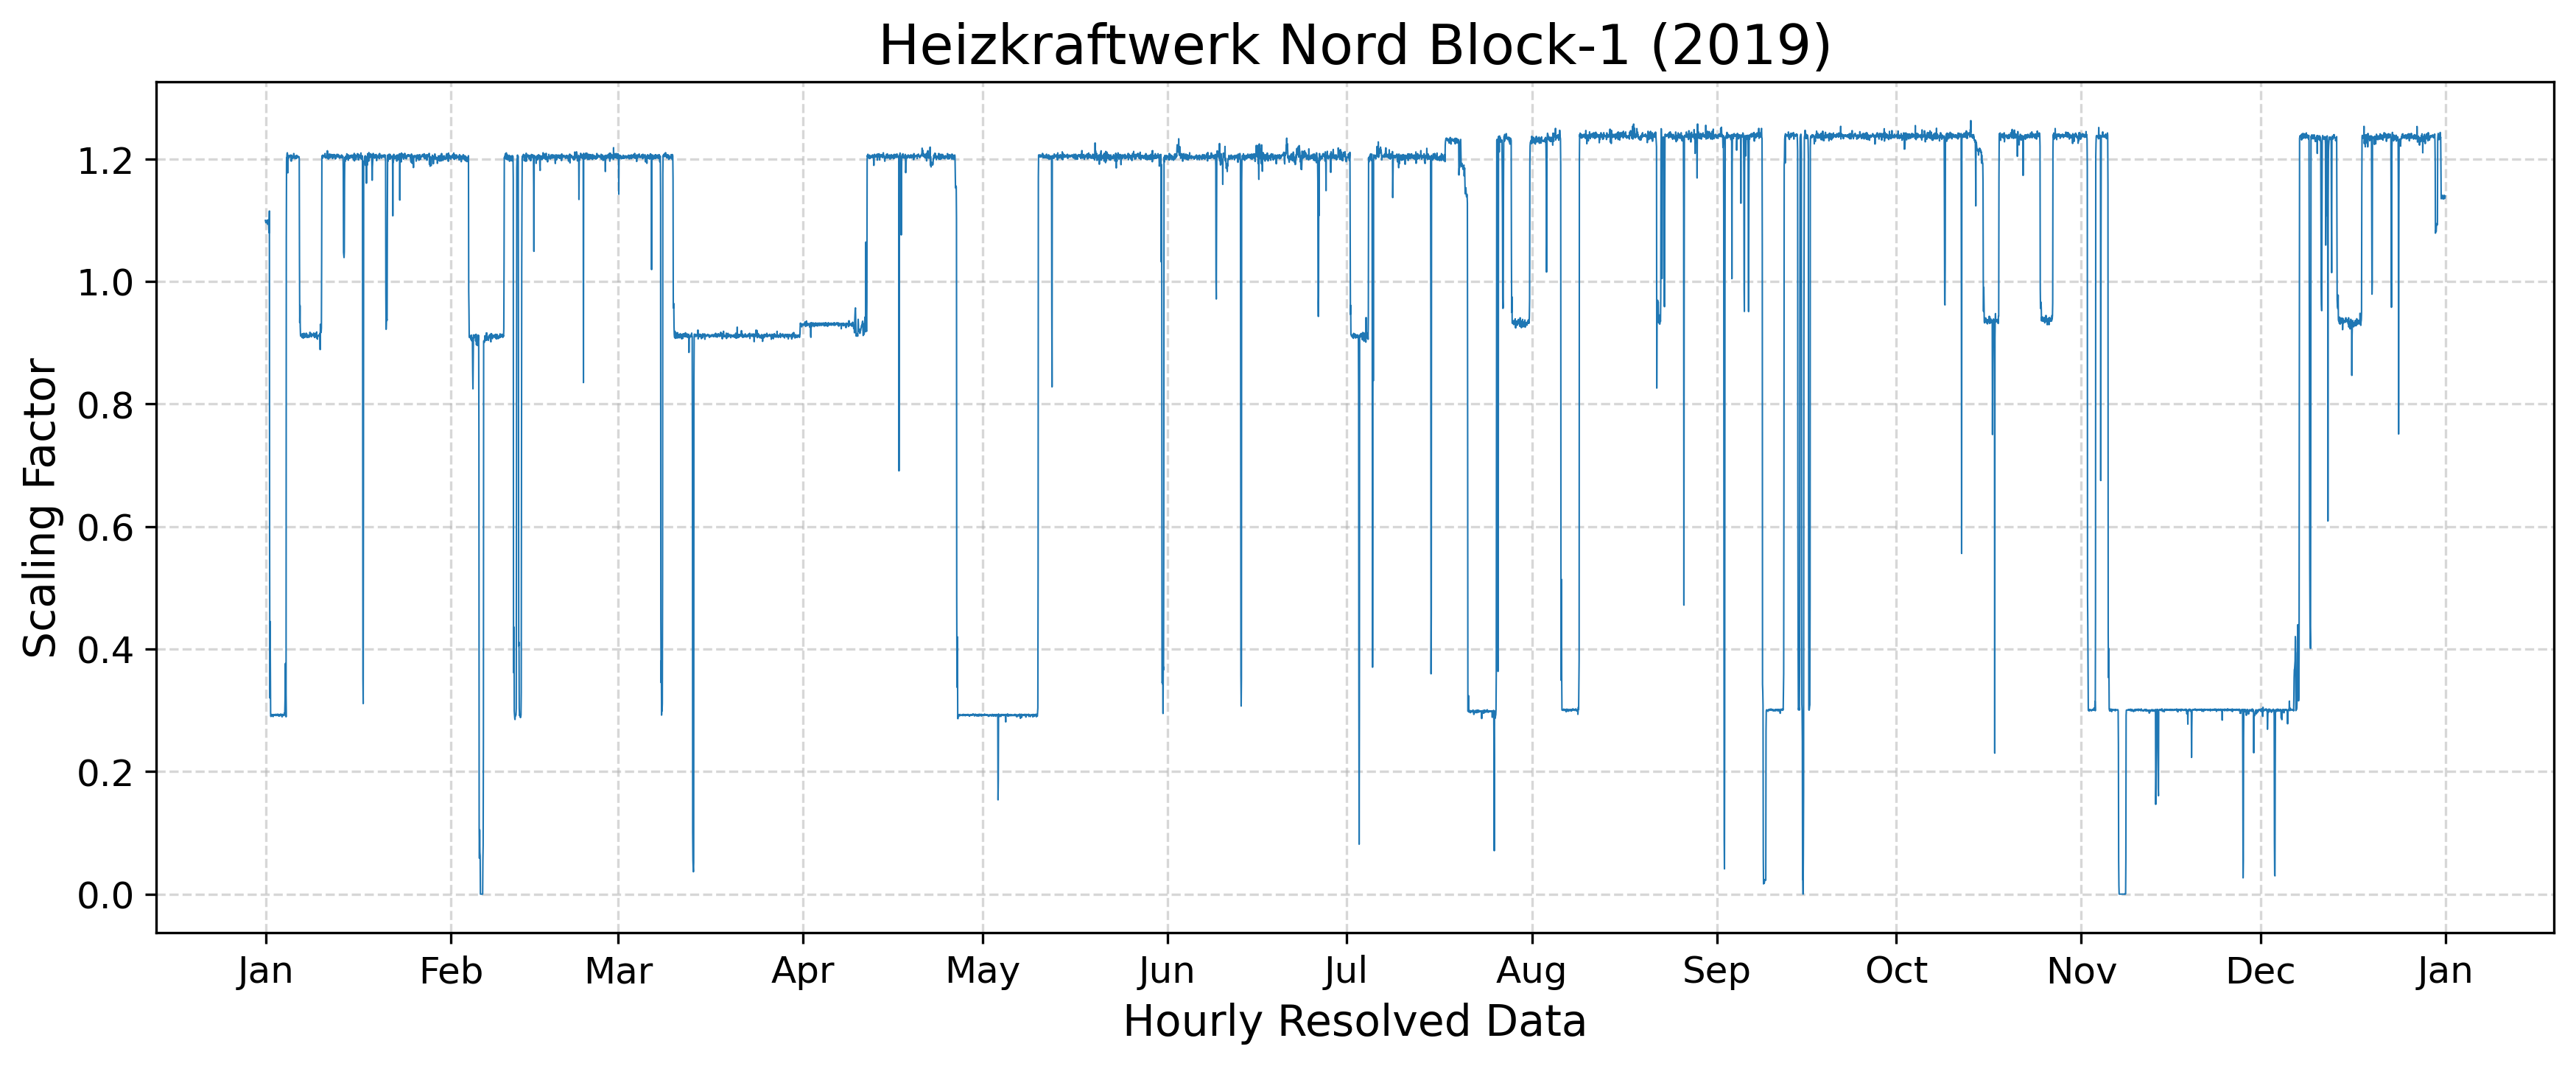 Heizkraftwerk Nord Block-1 (2019)
Scaling Factor
1.2
1.0
0.8
0.6
0.4
0.2
0.0
Jan Feb Mar Apr May Jun Jul Aug Sep Oct Nov Dec Jan
Hourly Resolved Data